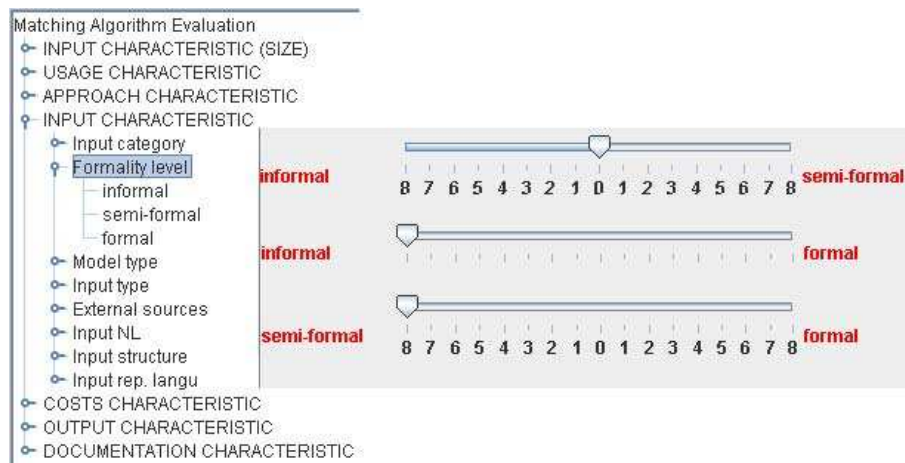 Matching Algorithm Evaluation
INPUT CHARACTERISTIC (SIZE)
USAGE CHARACTERISTIC
APPROACH CHARACTERISTIC
INPUT CHARACTERISTIC
Input category
Formality level
informal
semi-formal
formal
Model type
Input type
External sources
Input NL
Input structure
Input rep. langu
COSTS CHARACTERISTIC
OUTPUT CHARACTERISTIC
DOCUMENTATION CHARACTERISTIC
informal semi-formal
8 7 6 5 4 3 2 1 0 1 2 3 4 5 6 7 8
informal formal
semi-formal formal
8 7 6 5 4 3 2 1 0 1 2 3 4 5 6 7 8